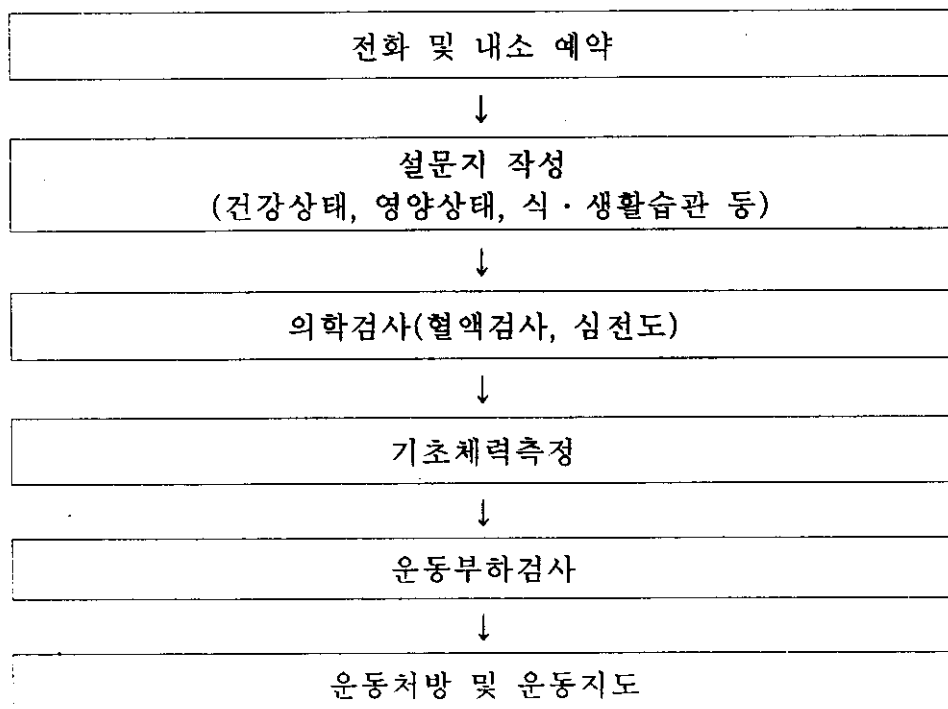 전화 및 내소 예약
↓
설문지 작성
(건강상태, 영양상태, 식 · 생활습관 등)
↓
의학검사(혈액검사, 심전도)
↓
기초체력측정
↓
운동부하검사
↓
운동처방 및 운동지도